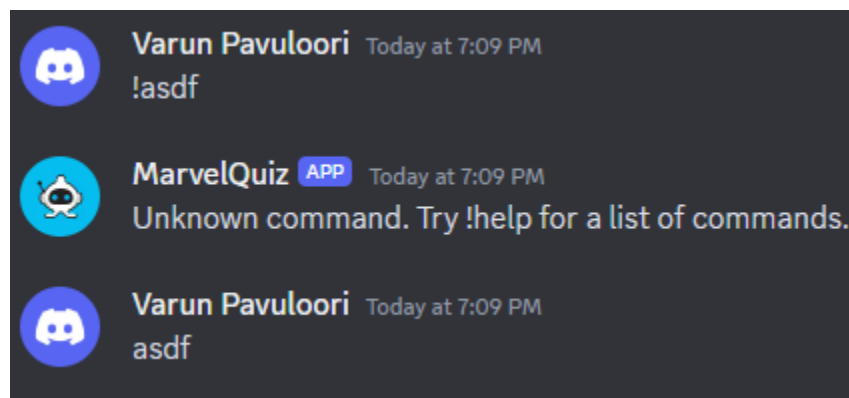 Varun Pavuloori Today at 7:09 PM
!asdf
MarvelQuiz APP Today at 7:09 PM
Unknown command. Try !help for a list of commands.
Varun Pavuloori Today at 7:09 PM
asdf